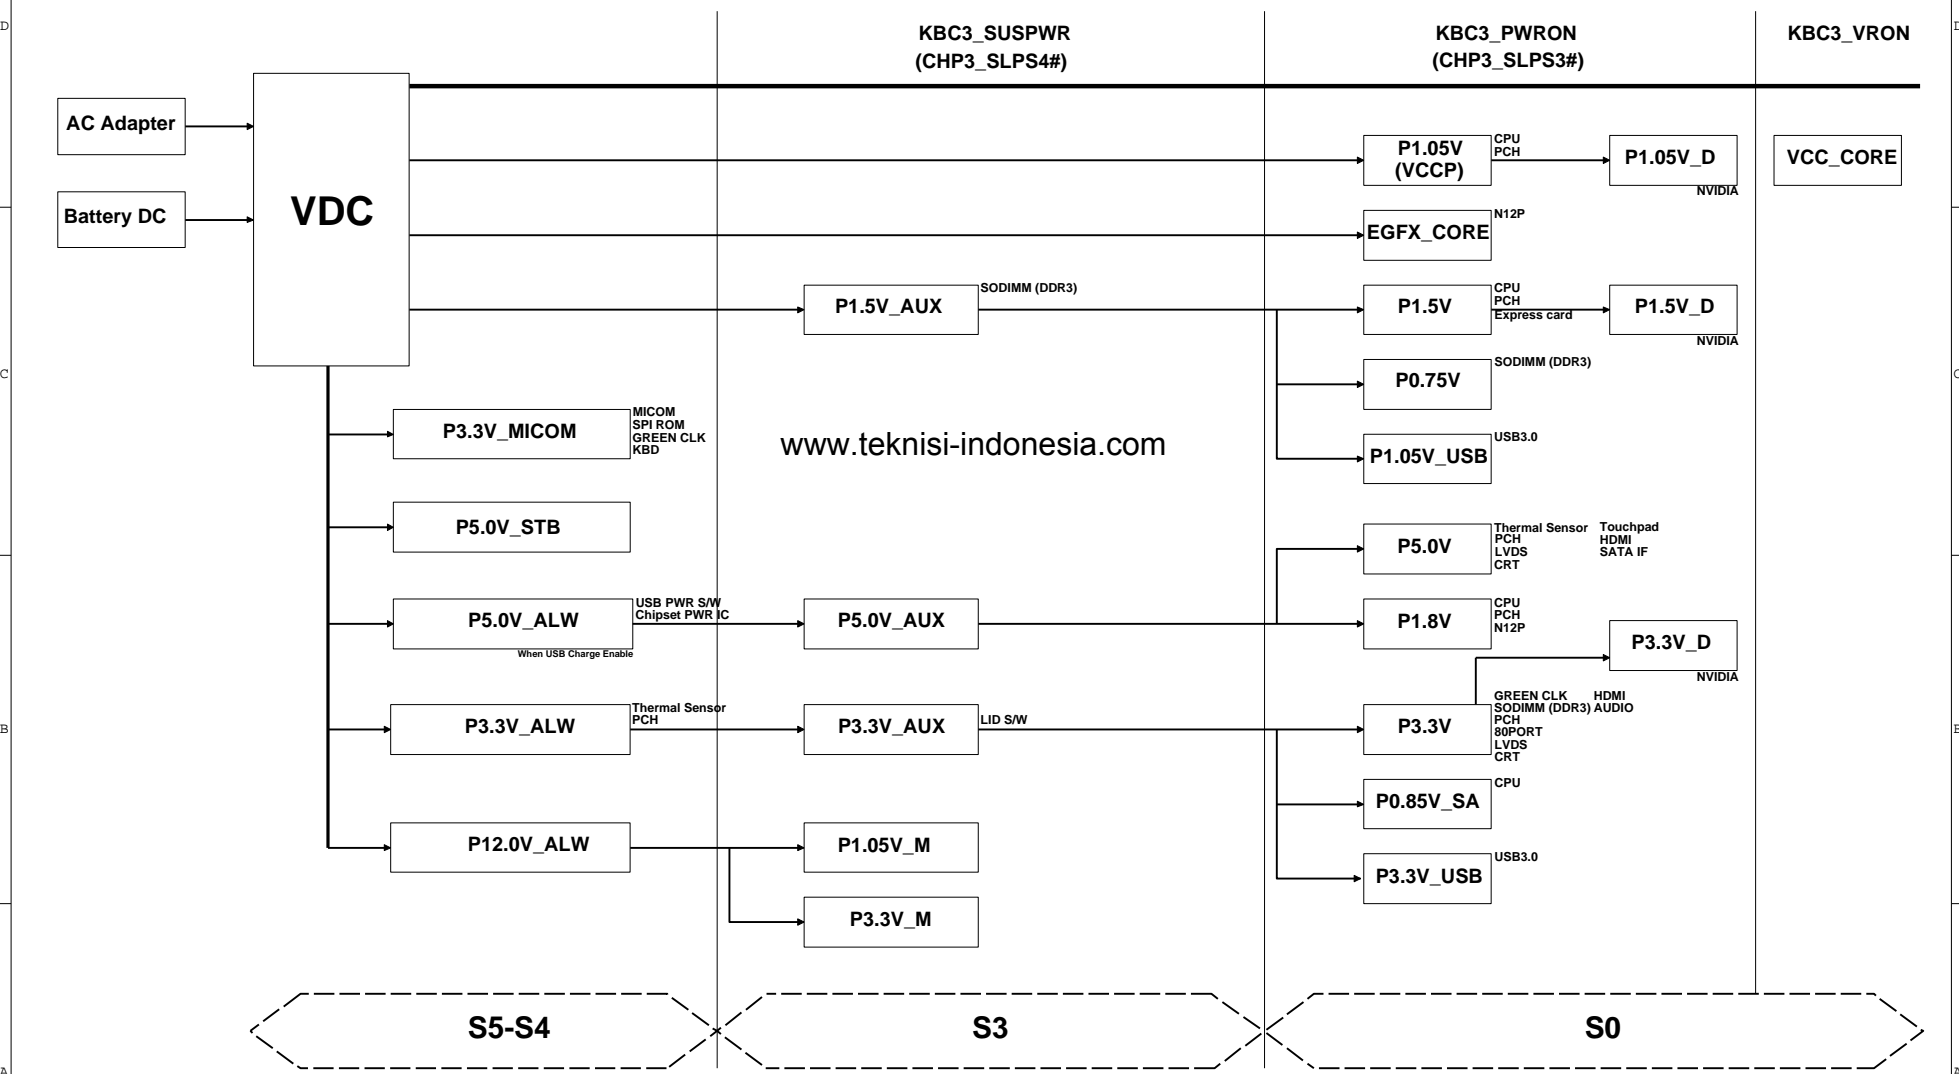 D
KBC3_SUSPWR
(CHP3_SLPS4#)
KBC3_PWRON
(CHP3_SLPS3#)
KBC3_VRON
AC Adapter
Battery DC
VDC
P1.05V
(VCCP)
CPU
PCH
P1.05V_D
NVIDIA
VCC_CORE
EGFX_CORE
N12P
P1.5V_AUX
SODIMM (DDR3)
P1.5V
CPU
PCH
Express card
P1.5V_D
NVIDIA
C
P0.75V
SODIMM (DDR3)
P3.3V_MICOM
MICOM
SPI ROM
GREEN CLK
KBD
www.teknisi-indonesia.com
P1.05V_USB
USB3.0
P5.0V_STB
P5.0V
Thermal Sensor
PCH
LVDS
CRT
Touchpad
HDMI
SATA IF
P5.0V_ALW
USB PWR S/W
Chipset PWR IC
When USB Charge Enable
P5.0V_AUX
P1.8V
CPU
PCH
N12P
P3.3V_D
NVIDIA
B
P3.3V_ALW
Thermal Sensor
PCH
P3.3V_AUX
LID S/W
P3.3V
GREEN CLK HDMI
SODIMM (DDR3) AUDIO
PCH
80PORT
LVDS
CRT
P0.85V_SA
CPU
P12.0V_ALW
P1.05V_M
P3.3V_USB
USB3.0
P3.3V_M
S5-S4
S3
S0
A